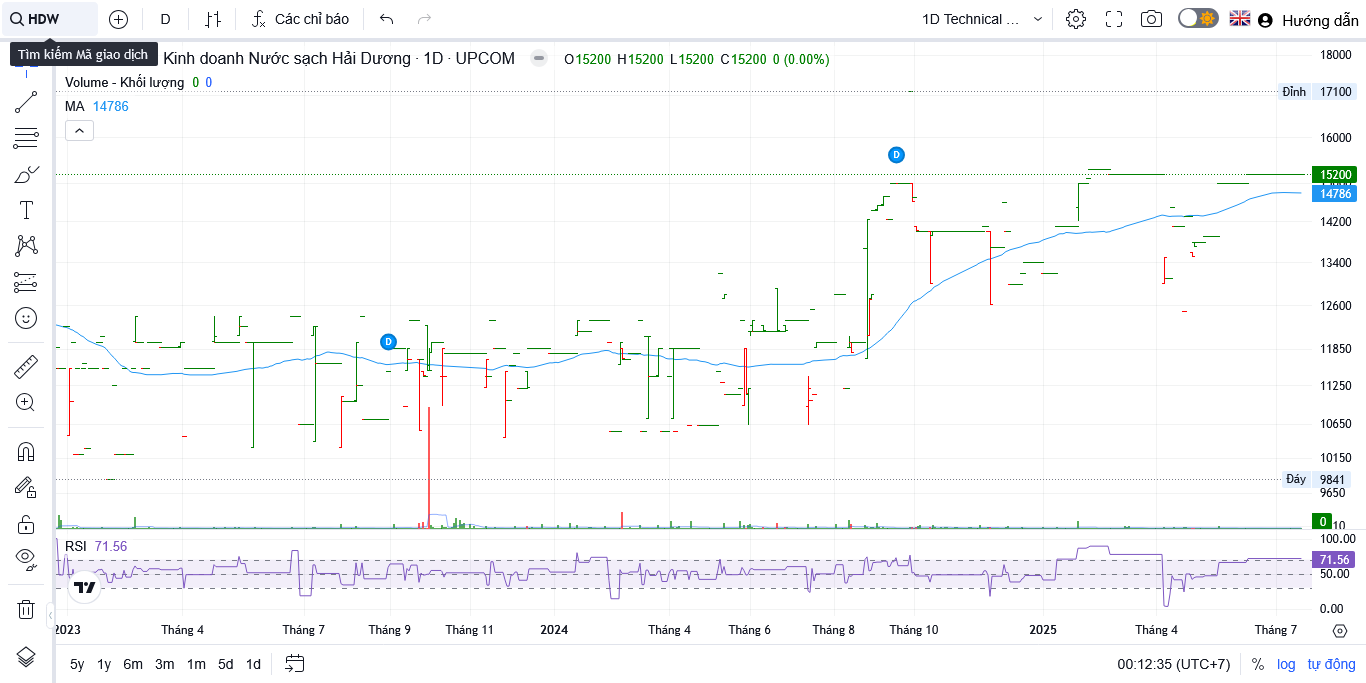 HDW
D
Các chỉ báo
1D Technical ...
Hướng dẫn
Tìm kiếm Mã giao dịch
Kinh doanh Nước sạch Hải Dương · 1D · UPCOM
O15200 H15200 L15200 C15200 0 (0.00%)
Volume - Khối lượng 0 0
MA 14786
18000
Đỉnh 17100
16000
D
15200
14786
14200
13400
12600
D
11850
11250
10650
10150
Đáy 9841
9650
0
10
RSI 71.56
100.00
71.56
50.00
0.00
2023 Tháng 4 Tháng 7 Tháng 9 Tháng 11 2024 Tháng 4 Tháng 6 Tháng 8 Tháng 10 2025 Tháng 4 Tháng 7
5y 1y 6m 3m 1m 5d 1d
00:12:35 (UTC+7) % log tự động